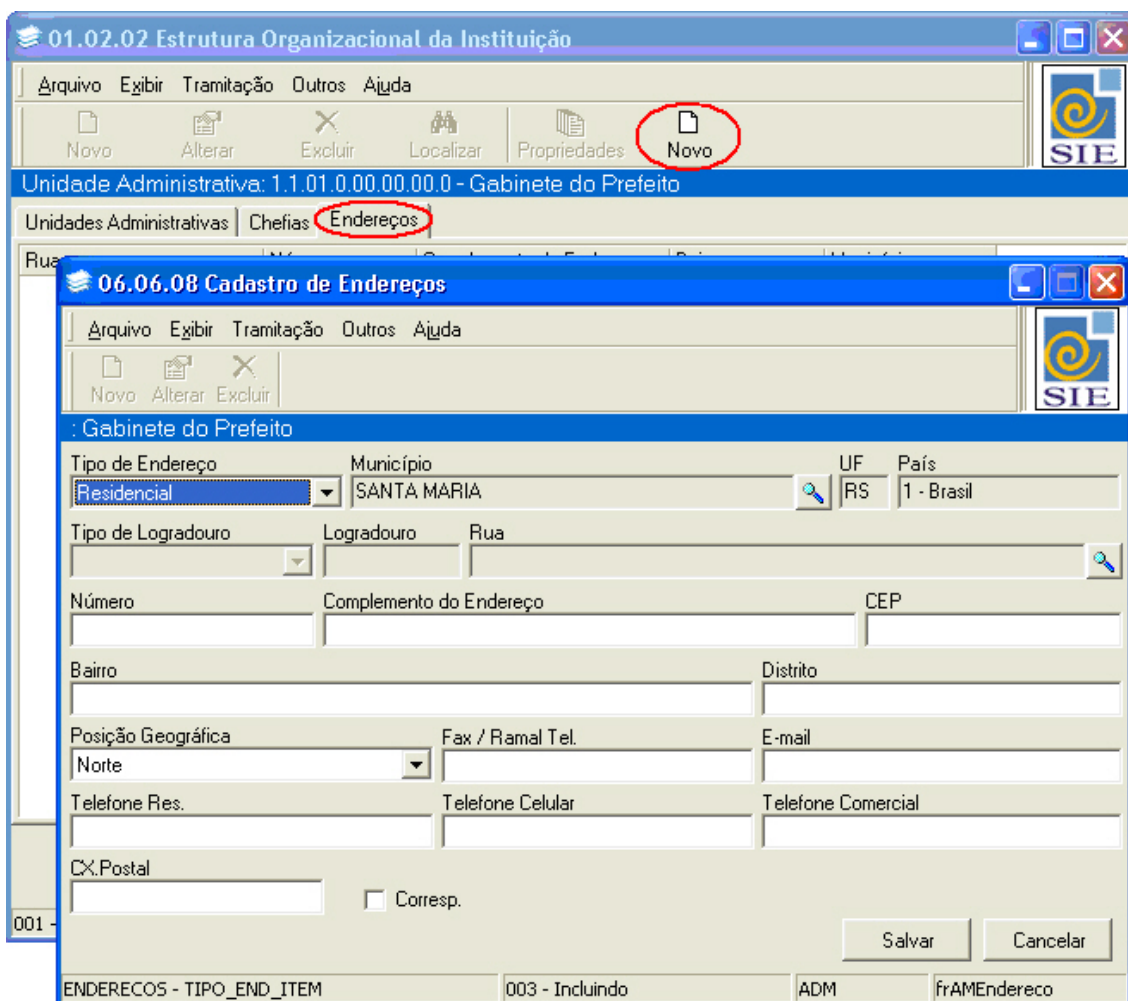 01.02.02 Estrutura Organizacional da Instituição
Arquivo Exibir Tramitação Outros Ajuda
Novo Alterar Excluir Localizar Propriedades Novo
SIE
Unidade Administrativa: 1.1.01.0.00.00.00.0 - Gabinete do Prefeito
Unidades Administrativas Chefias Endereços
Rua
06.06.08 Cadastro de Endereços
Arquivo Exibir Tramitação Outros Ajuda
Novo Alterar Excluir
SIE
: Gabinete do Prefeito
Tipo de Endereço Município UF País
Residencial SANTA MARIA RS 1 - Brasil
Tipo de Logradouro Logradouro Rua
Número Complemento do Endereço CEP
Bairro Distrito
Posição Geográfica Fax / Ramal Tel. E-mail
Norte
Telefone Res. Telefone Celular Telefone Comercial
CX.Postal
Corresp.
001 -
Salvar Cancelar
ENDERECOS - TIPO_END_ITEM 003 - Incluindo ADM frAMEndereco